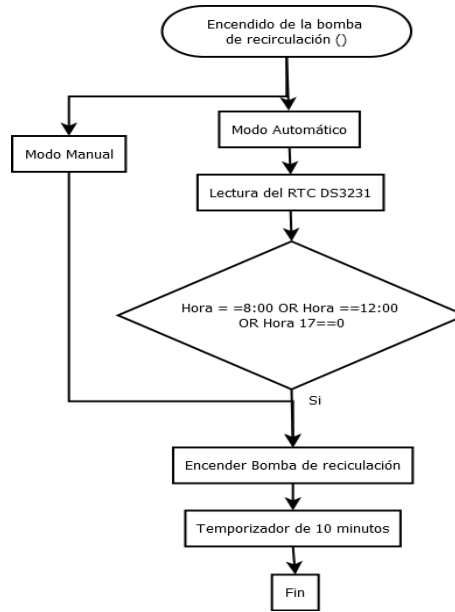 Encendido de la bomba
de recirculación ()
Modo Manual
Modo Automático
Lectura del RTC DS3231
Hora = =8:00 OR Hora ==12:00
OR Hora 17==0
Si
Encender Bomba de reciculación
Temporizador de 10 minutos
Fin